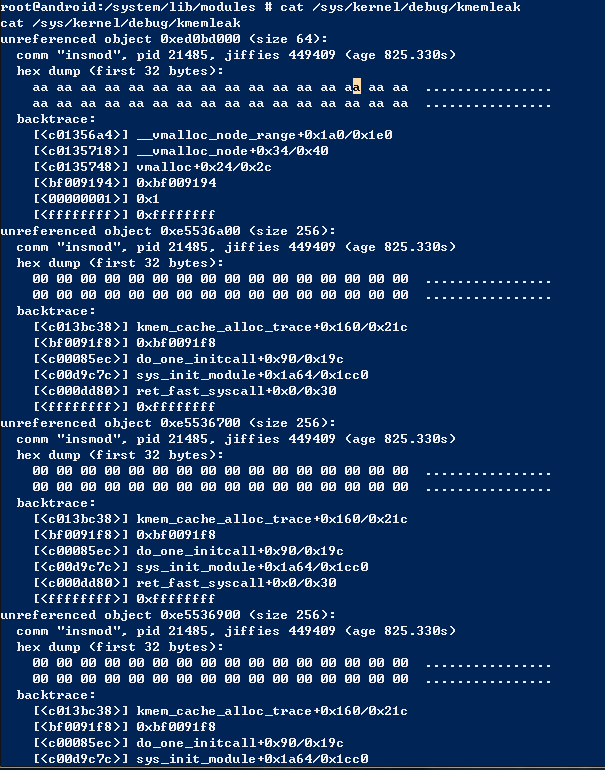 root@android:/system/lib/modules # cat /sys/kernel/debug/kmemleak
cat /sys/kernel/debug/kmemleak
unreferenced object 0xed0bd000 (size 64):
  comm "insmod", pid 21485, jiffies 449409 (age 825.330s)
  hex dump (first 32 bytes):
    aa aa aa aa aa aa aa aa aa aa aa aa aa aa aa aa  ................
    aa aa aa aa aa aa aa aa aa aa aa aa aa aa aa aa  ................
  backtrace:
    [<c01356a4>] __vmalloc_node_range+0x1a0/0x1e0
    [<c0135718>] __vmalloc_node+0x34/0x40
    [<c0135748>] vmalloc+0x24/0x2c
    [<bf009194>] 0xbf009194
    [<00000001>] 0x1
    [<ffffffff>] 0xffffffff
unreferenced object 0xe5536a00 (size 256):
  comm "insmod", pid 21485, jiffies 449409 (age 825.330s)
  hex dump (first 32 bytes):
    00 00 00 00 00 00 00 00 00 00 00 00 00 00 00 00  ................
    00 00 00 00 00 00 00 00 00 00 00 00 00 00 00 00  ................
  backtrace:
    [<c013bc38>] kmem_cache_alloc_trace+0x160/0x21c
    [<bf0091f8>] 0xbf0091f8
    [<c00085ec>] do_one_initcall+0x90/0x19c
    [<c00d9c7c>] sys_init_module+0x1a64/0x1cc0
    [<c000dd80>] ret_fast_syscall+0x0/0x30
    [<ffffffff>] 0xffffffff
unreferenced object 0xe5536700 (size 256):
  comm "insmod", pid 21485, jiffies 449409 (age 825.330s)
  hex dump (first 32 bytes):
    00 00 00 00 00 00 00 00 00 00 00 00 00 00 00 00  ................
    00 00 00 00 00 00 00 00 00 00 00 00 00 00 00 00  ................
  backtrace:
    [<c013bc38>] kmem_cache_alloc_trace+0x160/0x21c
    [<bf0091f8>] 0xbf0091f8
    [<c00085ec>] do_one_initcall+0x90/0x19c
    [<c00d9c7c>] sys_init_module+0x1a64/0x1cc0
    [<c000dd80>] ret_fast_syscall+0x0/0x30
    [<ffffffff>] 0xffffffff
unreferenced object 0xe5536900 (size 256):
  comm "insmod", pid 21485, jiffies 449409 (age 825.330s)
  hex dump (first 32 bytes):
    00 00 00 00 00 00 00 00 00 00 00 00 00 00 00 00  ................
    00 00 00 00 00 00 00 00 00 00 00 00 00 00 00 00  ................
  backtrace:
    [<c013bc38>] kmem_cache_alloc_trace+0x160/0x21c
    [<bf0091f8>] 0xbf0091f8
    [<c00085ec>] do_one_initcall+0x90/0x19c
    [<c00d9c7c>] sys_init_module+0x1a64/0x1cc0